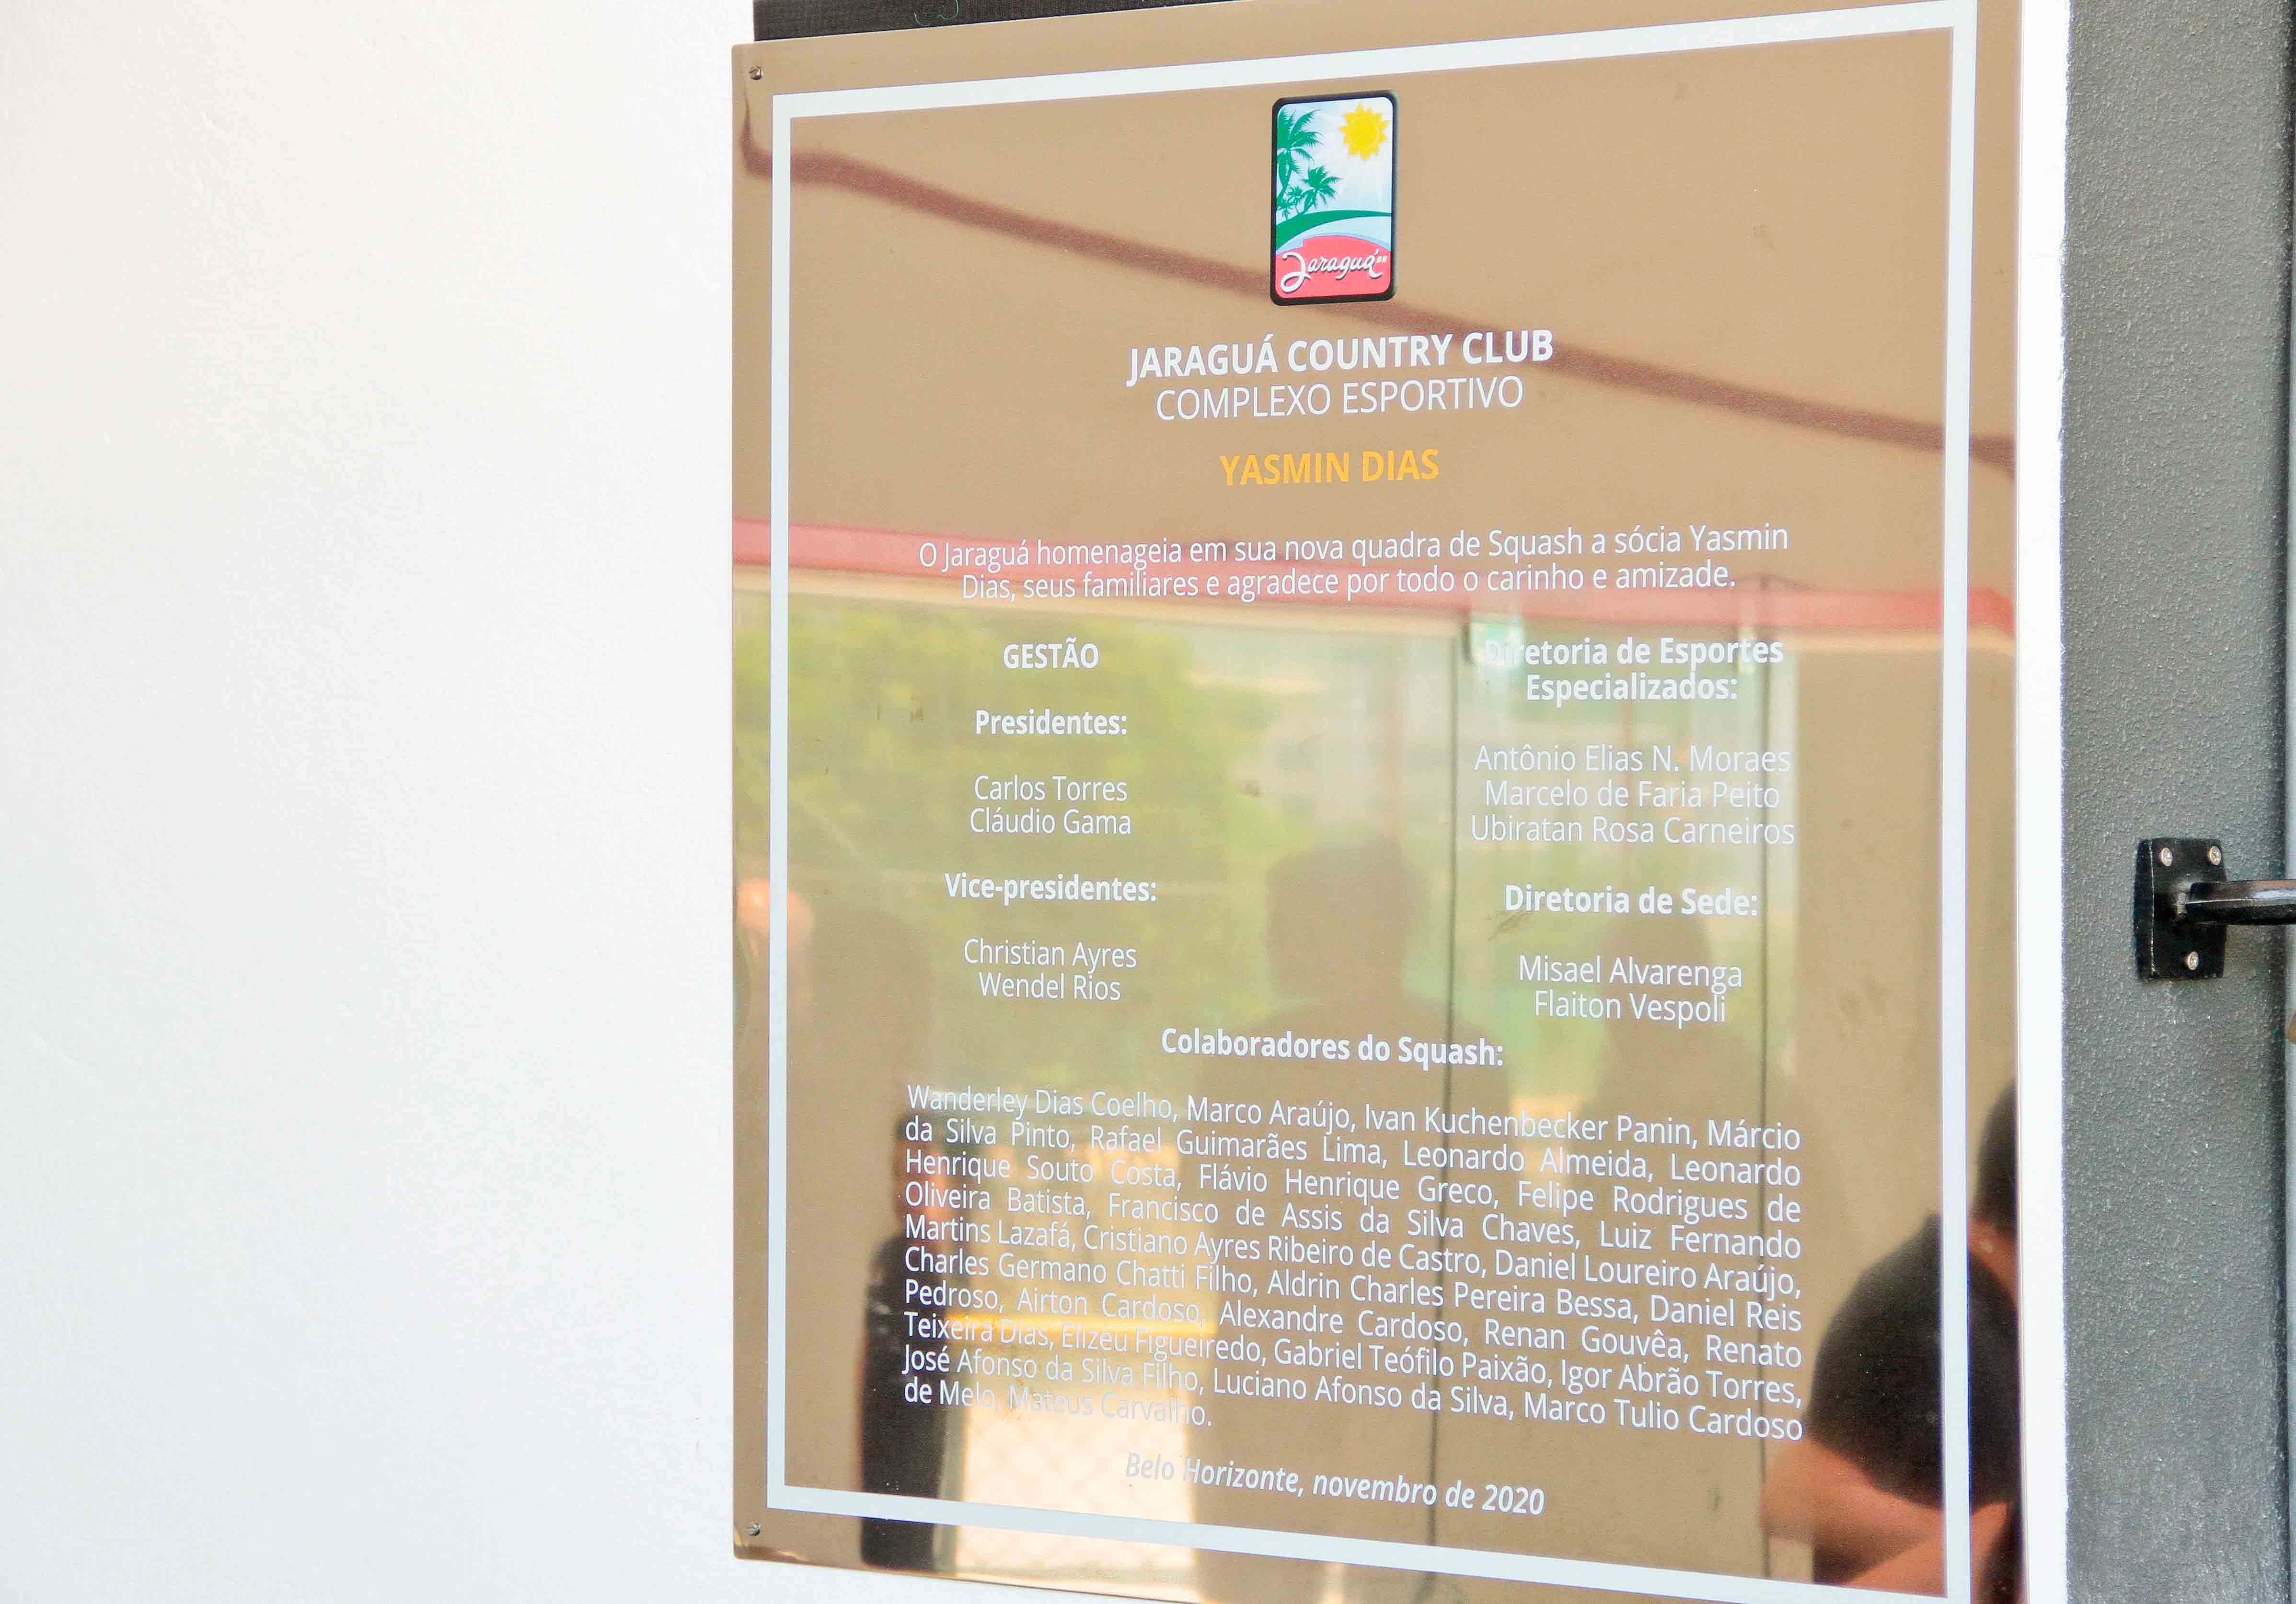 Jaraguá
JARAGUÁ COUNTRY CLUB
COMPLEXO ESPORTIVO
YASMIN DIAS
O Jaraguá homenageia em sua nova quadra de Squash a sócia Yasmin
Dias, seus familiares e agradece por todo o carinho e amizade.
GESTÃO
Presidentes:
Carlos Torres
Cláudio Gama
Vice-presidentes:
Christian Ayres
Wendel Rios
Diretoria de Esportes
Especializados:
Antônio Elias N. Moraes
Marcelo de Faria Peito
Ubiratan Rosa Carneiros
Diretoria de Sede:
Misael Alvarenga
Flaiton Vespoli
Colaboradores do Squash:
Wanderley Dias Coelho, Marco Araújo, Ivan Kuchenbecker Panin, Márcio
da Silva Pinto, Rafael Guimarães Lima, Leonardo Almeida, Leonardo
Henrique Souto Costa, Flávio Henrique Greco, Felipe Rodrigues de
Oliveira Batista, Francisco de Assis da Silva Chaves, Luiz Fernando
Martins Lazafá, Cristiano Ayres Ribeiro de Castro, Daniel Loureiro Araújo,
Charles Germano Chatti Filho, Aldrin Charles Pereira Bessa, Daniel Reis
Pedroso, Airton Cardoso, Alexandre Cardoso, Renan Gouvêa, Renato
Teixeira Dias, Elizeu Figueiredo, Gabriel Teófilo Paixão, Igor Abrão Torres,
José Afonso da Silva Filho, Luciano Afonso da Silva, Marco Tulio Cardoso
de Melo, Mateus Carvalho.
Belo Horizonte, novembro de 2020